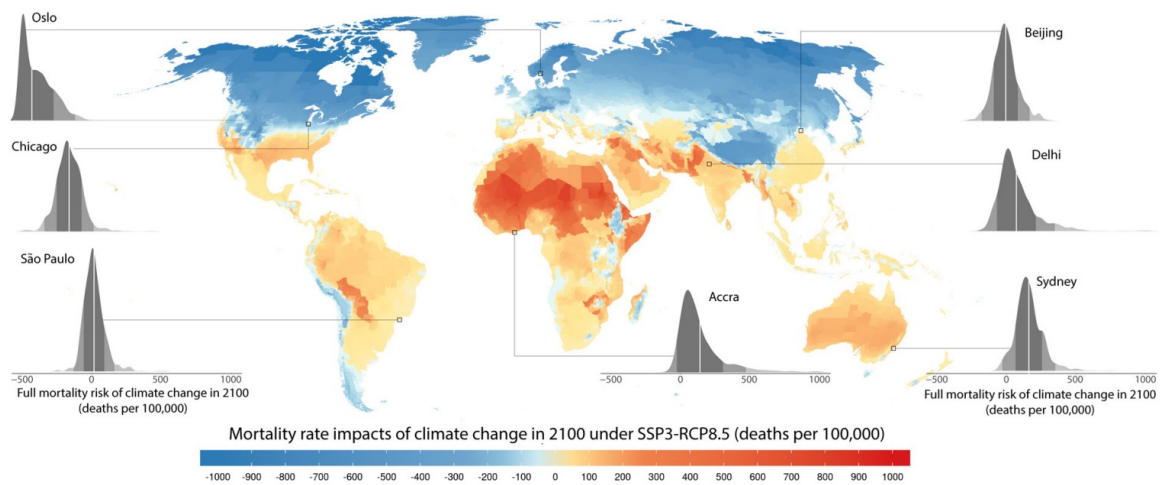 Oslo
Beijing
Chicago
Delhi
São Paulo
Accra
Sydney
−500 0 500 1000
Full mortality risk of climate change in 2100
(deaths per 100,000)
−500 0 500 1000
−500 0 500 1000
Full mortality risk of climate change in 2100
(deaths per 100,000)
Mortality rate impacts of climate change in 2100 under SSP3-RCP8.5 (deaths per 100,000)
-1000 -900 -800 -700 -600 -500 -400 -300 -200 -100 0 100 200 300 400 500 600 700 800 900 1000